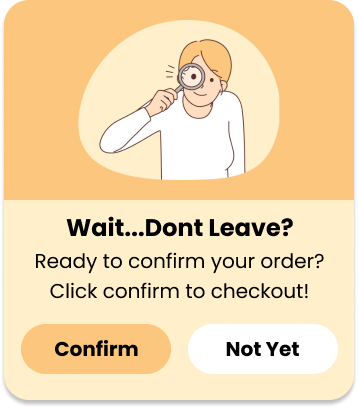 Wait...Dont Leave?
Ready to confirm your order?
Click confirm to checkout!
Confirm
Not Yet